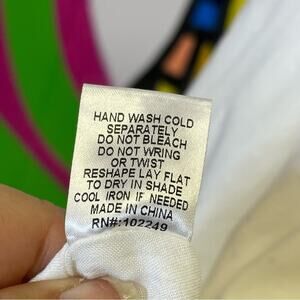 HAND WASH COLD
SEPARATELY
DO NOT BLEACH
DO NOT WRING
OR TWIST
RESHAPE LAY FLAT
TO DRY IN SHADE
COOL IRON IF NEEDED
MADE IN CHINA
RN#:102249